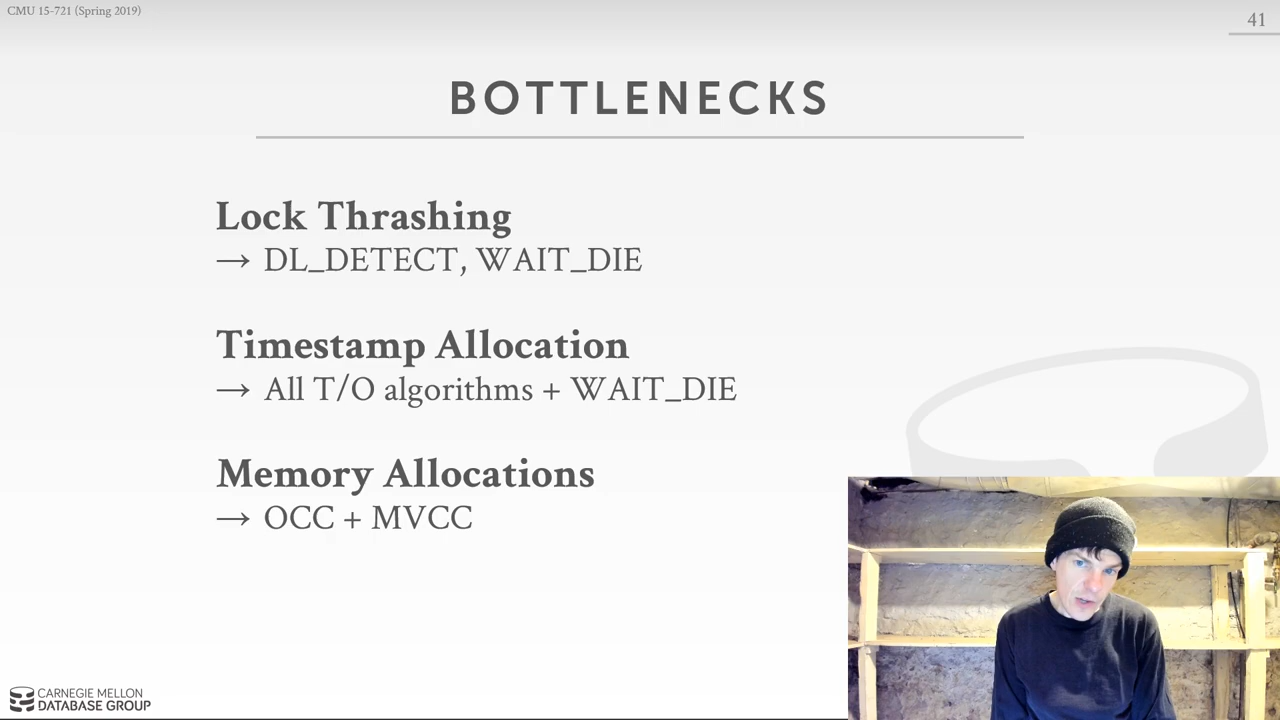 CMU 15-721 (Spring 2019)
41
BOTTLENECKS
Lock Thrashing
→ DL_DETECT, WAIT_DIE
Timestamp Allocation
→ All T/O algorithms + WAIT_DIE
Memory Allocations
→ OCC + MVCC
CARNEGIE MELLON
DATABASE GROUP